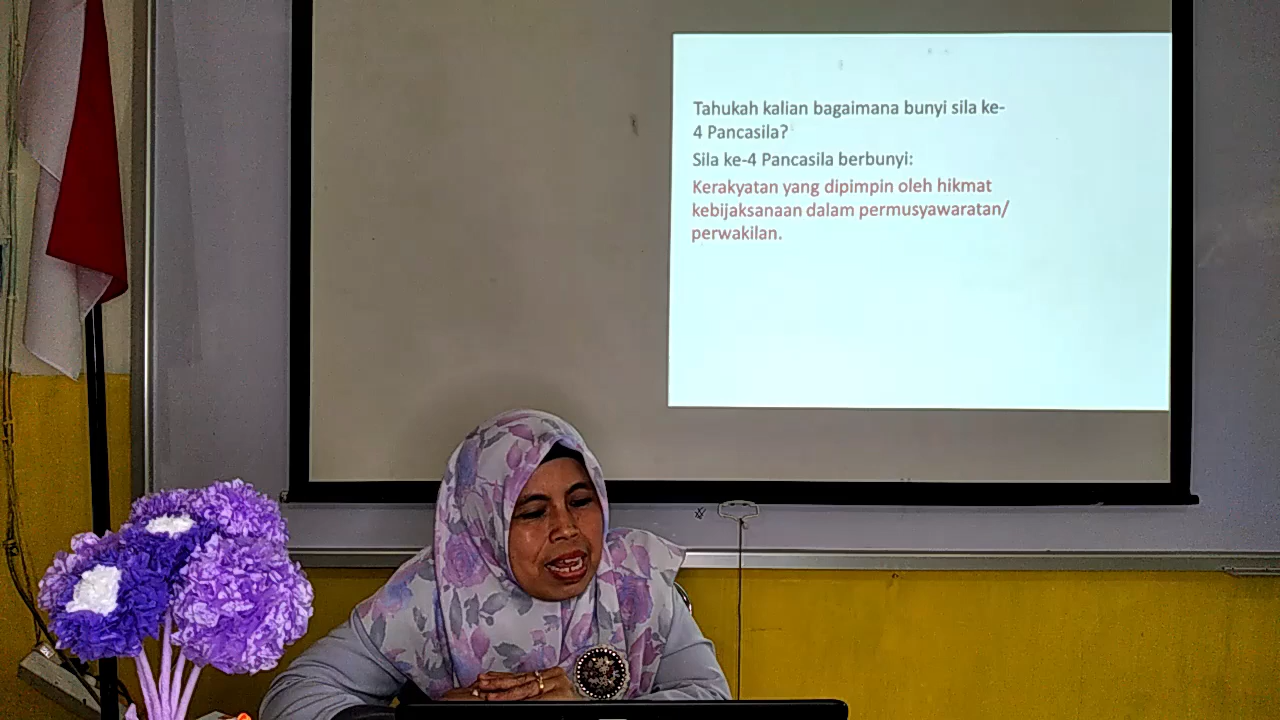 Tahukah kalian bagaimana bunyi sila ke-
4 Pancasila?
Sila ke-4 Pancasila berbunyi:
Kerakyatan yang dipimpin oleh hikmat
kebijaksanaan dalam permusyawaratan/
perwakilan.